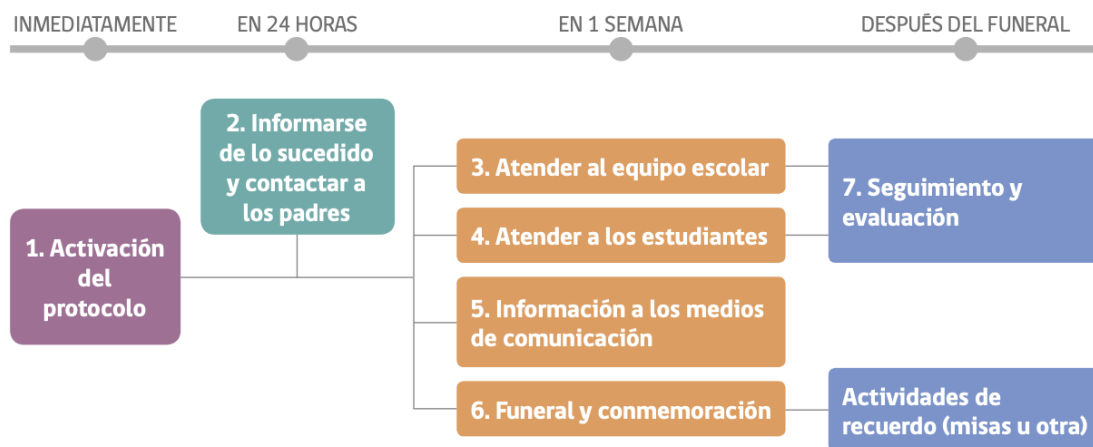 INMEDIATAMENTE
EN 24 HORAS
EN 1 SEMANA
DESPUÉS DEL FUNERAL
1. Activación
del
protocolo
2. Informarse
de lo sucedido
y contactar a
los padres
3. Atender al equipo escolar
4. Atender a los estudiantes
5. Información a los medios
de comunicación
6. Funeral y conmemoración
7. Seguimiento y
evaluación
Actividades de
recuerdo (misas u otra)